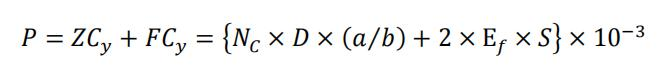 P = ZC_y + FC_y = {N_C × D × (a/b) + 2 × E_f × S} × 10^{-3}